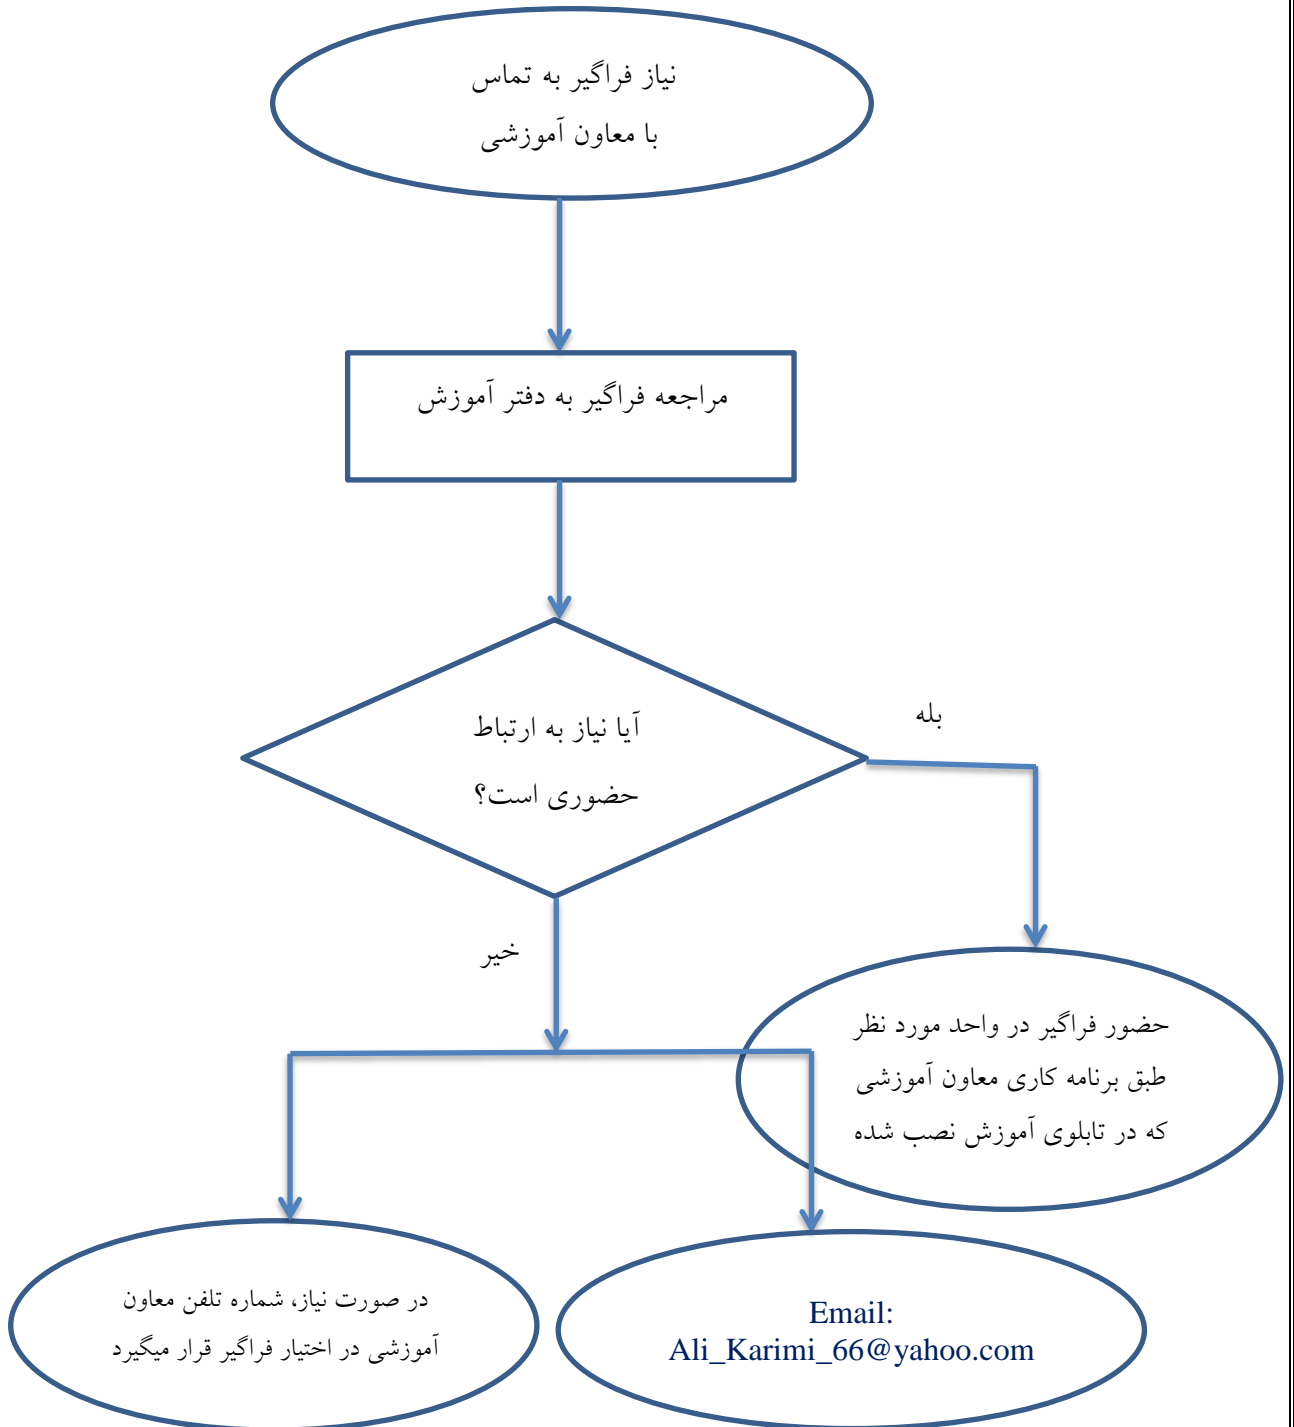 نیاز فراگیر به تماس
با معاون آموزشی
مراجعه فراگیر به دفتر آموزش
آیا نیاز به ارتباط
حضوری است؟
بله
خیر
حضور فراگیر در واحد مورد نظر
طبق برنامه کاری معاون آموزشی
که در تابلوی آموزش نصب شده
Email:
Ali_Karimi_66@yahoo.com
در صورت نیاز، شماره تلفن معاون
آموزشی در اختیار فراگیر قرار میگیرد